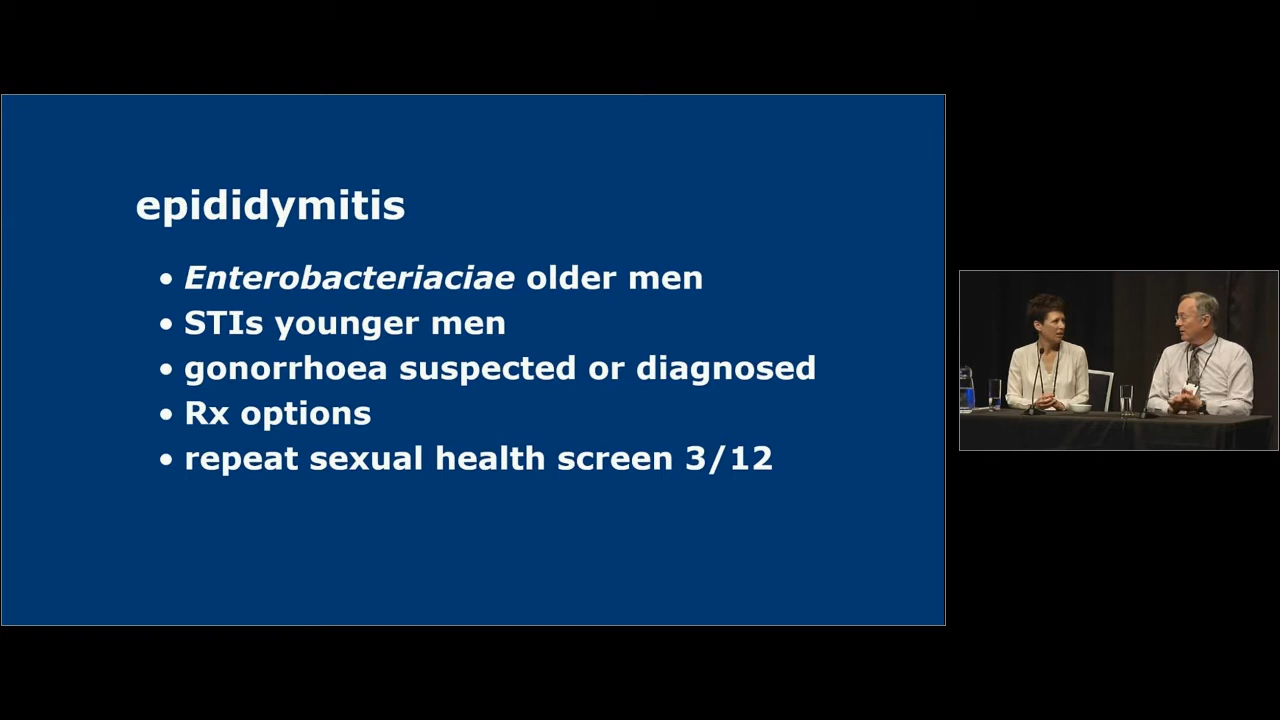 epididymitis
• Enterobacteriaciae older men
• STIs younger men
• gonorrhoea suspected or diagnosed
• Rx options
• repeat sexual health screen 3/12